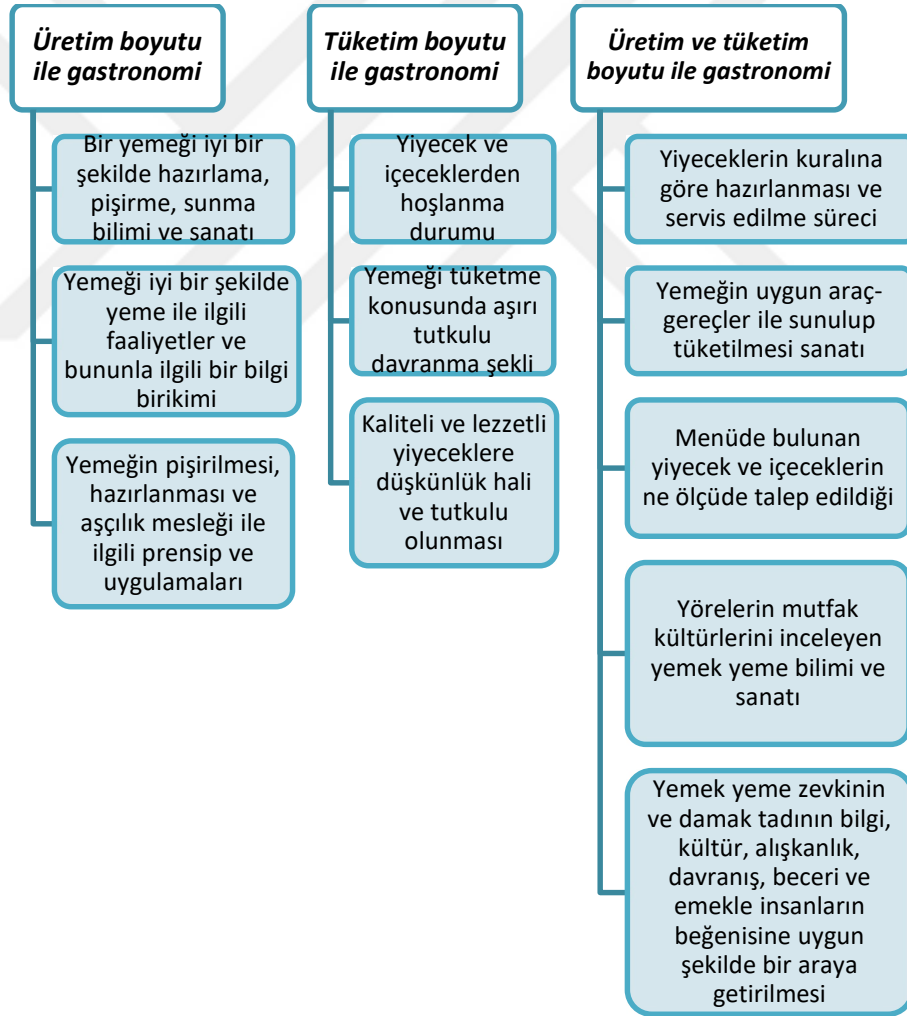 Üretim boyutu
ile gastronomi
Bir yemeği iyi bir
şekilde hazırlama,
pişirme, sunma
bilimi ve sanatı
Yemeği iyi bir şekilde
yeme ile ilgili
faaliyetler ve
bununla ilgili bir bilgi
birikimi
Yemeğin pişirilmesi,
hazırlanması ve
aşçılık mesleği ile
ilgili prensip ve
uygulamaları
Tüketim boyutu
ile gastronomi
Yiyecek ve
içeceklerden
hoşlanma
durumu
Yemeği tüketme
konusunda aşırı
tutkulu
davranma şekli
Kaliteli ve lezzetli
yiyeceklere
düşkünlük hali
ve tutkulu
olunması
Üretim ve tüketim
boyutu ile gastronomi
Yiyeceklerin kuralına
göre hazırlanması ve
servis edilme süreci
Yemeğin uygun araç-
gereçler ile sunulup
tüketilmesi sanatı
Menüde bulunan
yiyecek ve içeceklerin
ne ölçüde talep edildiği
Yörelerin mutfak
kültürlerini inceleyen
yemek yeme bilimi ve
sanatı
Yemek yeme zevkinin
ve damak tadının bilgi,
kültür, alışkanlık,
davranış, beceri ve
emekle insanların
beğenisine uygun
şekilde bir araya
getirilmesi